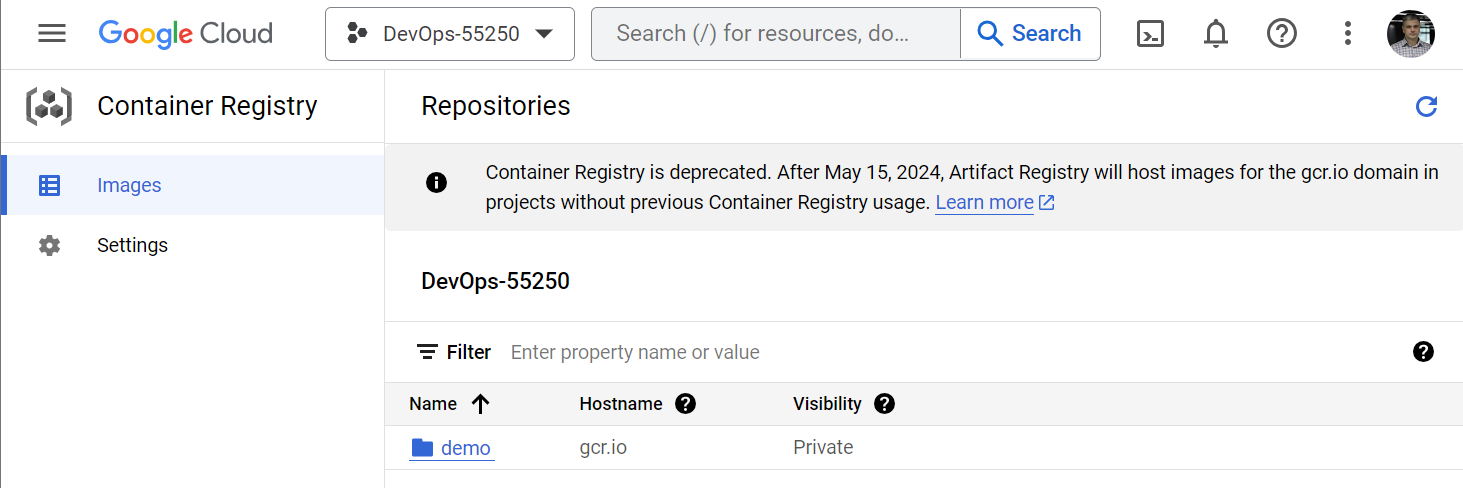 Google Cloud
DevOps-55250
Search (/) for resources, do...
Search
Container Registry
Repositories
Images
Settings
Container Registry is deprecated. After May 15, 2024, Artifact Registry will host images for the gcr.io domain in
projects without previous Container Registry usage. Learn more
DevOps-55250
Filter Enter property name or value
Name Hostname Visibility
demo gcr.io Private